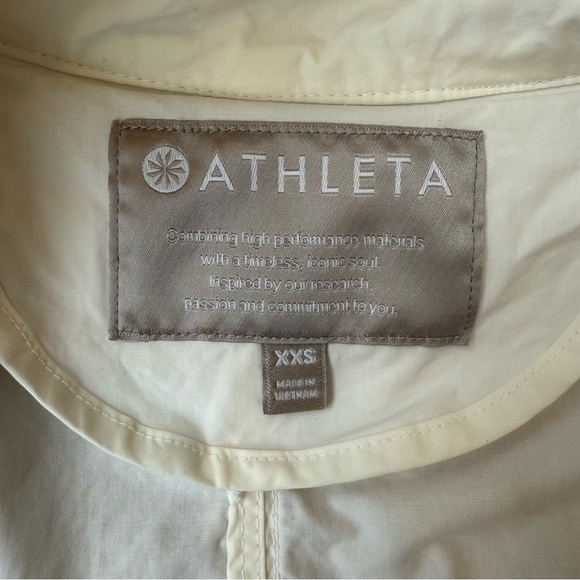 ATHLETA
Combining high performance materials
with a timeless, iconic soul.
Inspired by our research,
passion and commitment to you.
XXS
MADE IN
VIETNAM